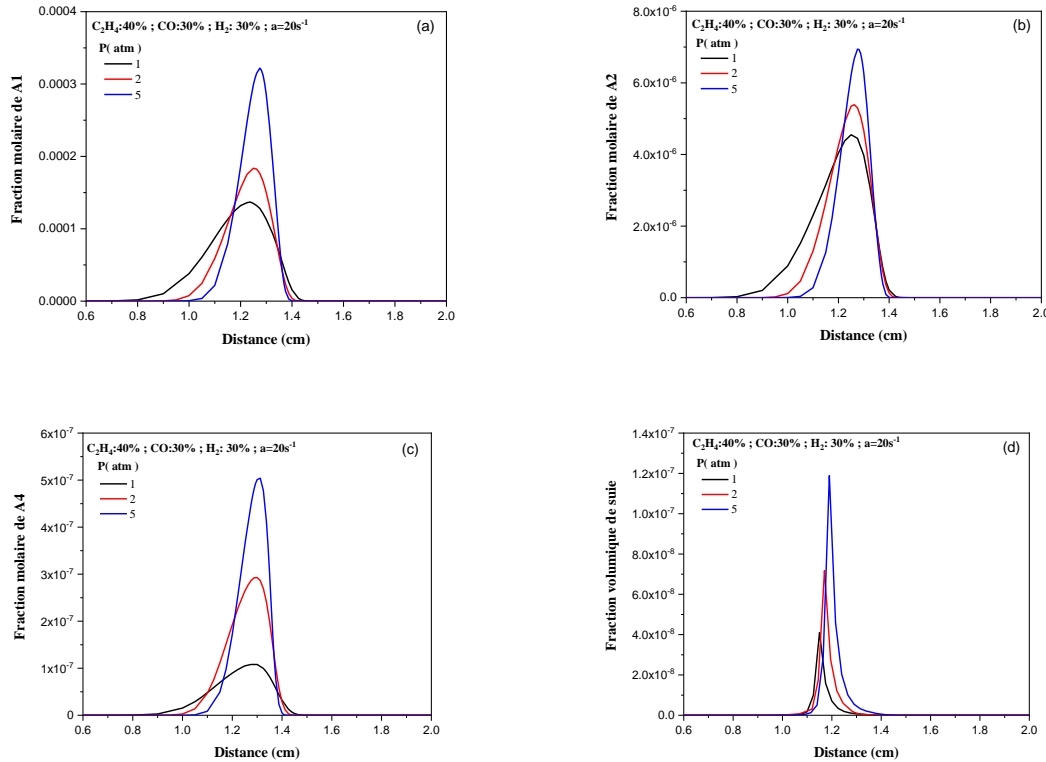 C₂H₄:40% ; CO:30% ; H₂: 30% ; a=20s⁻¹
(a)
P( atm )
1
2
5
Fraction molaire de A1
0.0004
0.0003
0.0002
0.0001
0.0000
0.6 0.8 1.0 1.2 1.4 1.6 1.8 2.0
Distance (cm)
C₂H₄:40% ; CO:30% ; H₂: 30% ; a=20s⁻¹
(b)
P( atm )
1
2
5
Fraction molaire de A2
8.0x10⁻⁶
6.0x10⁻⁶
4.0x10⁻⁶
2.0x10⁻⁶
0.0
0.6 0.8 1.0 1.2 1.4 1.6 1.8 2.0
Distance (cm)
C₂H₄:40% ; CO:30% ; H₂: 30% ; a=20s⁻¹
(c)
P( atm )
1
2
5
Fraction molaire de A4
6x10⁻⁷
5x10⁻⁷
4x10⁻⁷
3x10⁻⁷
2x10⁻⁷
1x10⁻⁷
0
0.6 0.8 1.0 1.2 1.4 1.6 1.8 2.0
Distance (cm)
C₂H₄:40% ; CO:30% ; H₂: 30% ; a=20s⁻¹
(d)
P( atm )
1
2
5
Fraction volumique de suie
1.4x10⁻⁷
1.2x10⁻⁷
1.0x10⁻⁷
8.0x10⁻⁸
6.0x10⁻⁸
4.0x10⁻⁸
2.0x10⁻⁸
0.0
0.6 0.8 1.0 1.2 1.4 1.6 1.8 2.0
Distance (cm)